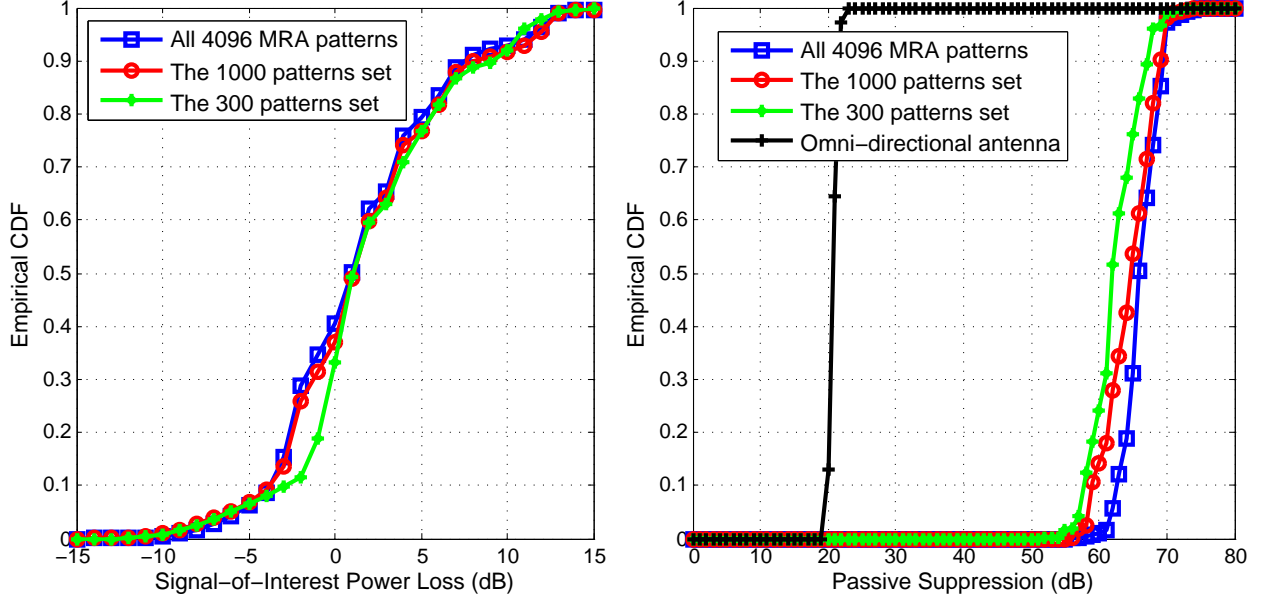 1
0.9
0.8
0.7
0.6
0.5
0.4
0.3
0.2
0.1
0
Empirical CDF
All 4096 MRA patterns
The 1000 patterns set
The 300 patterns set
−15 −10 −5 0 5 10 15
Signal−of−Interest Power Loss (dB)
1
0.9
0.8
0.7
0.6
0.5
0.4
0.3
0.2
0.1
0
Empirical CDF
All 4096 MRA patterns
The 1000 patterns set
The 300 patterns set
Omni−directional antenna
0 10 20 30 40 50 60 70 80
Passive Suppression (dB)